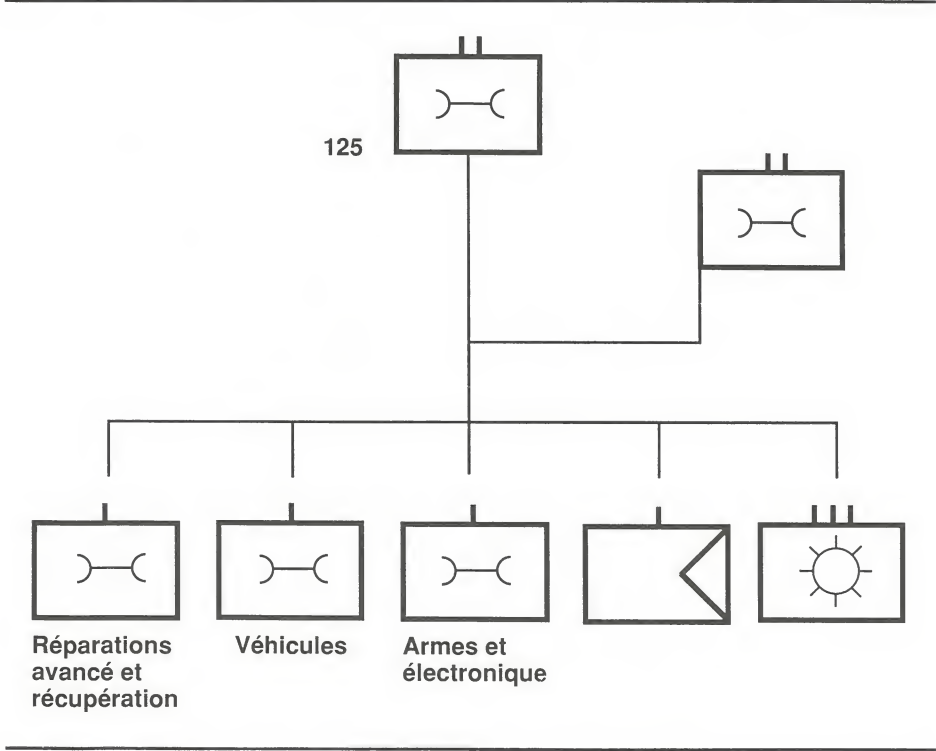 125
Réparations
avancé et
récupération
Véhicules
Armes et
électronique